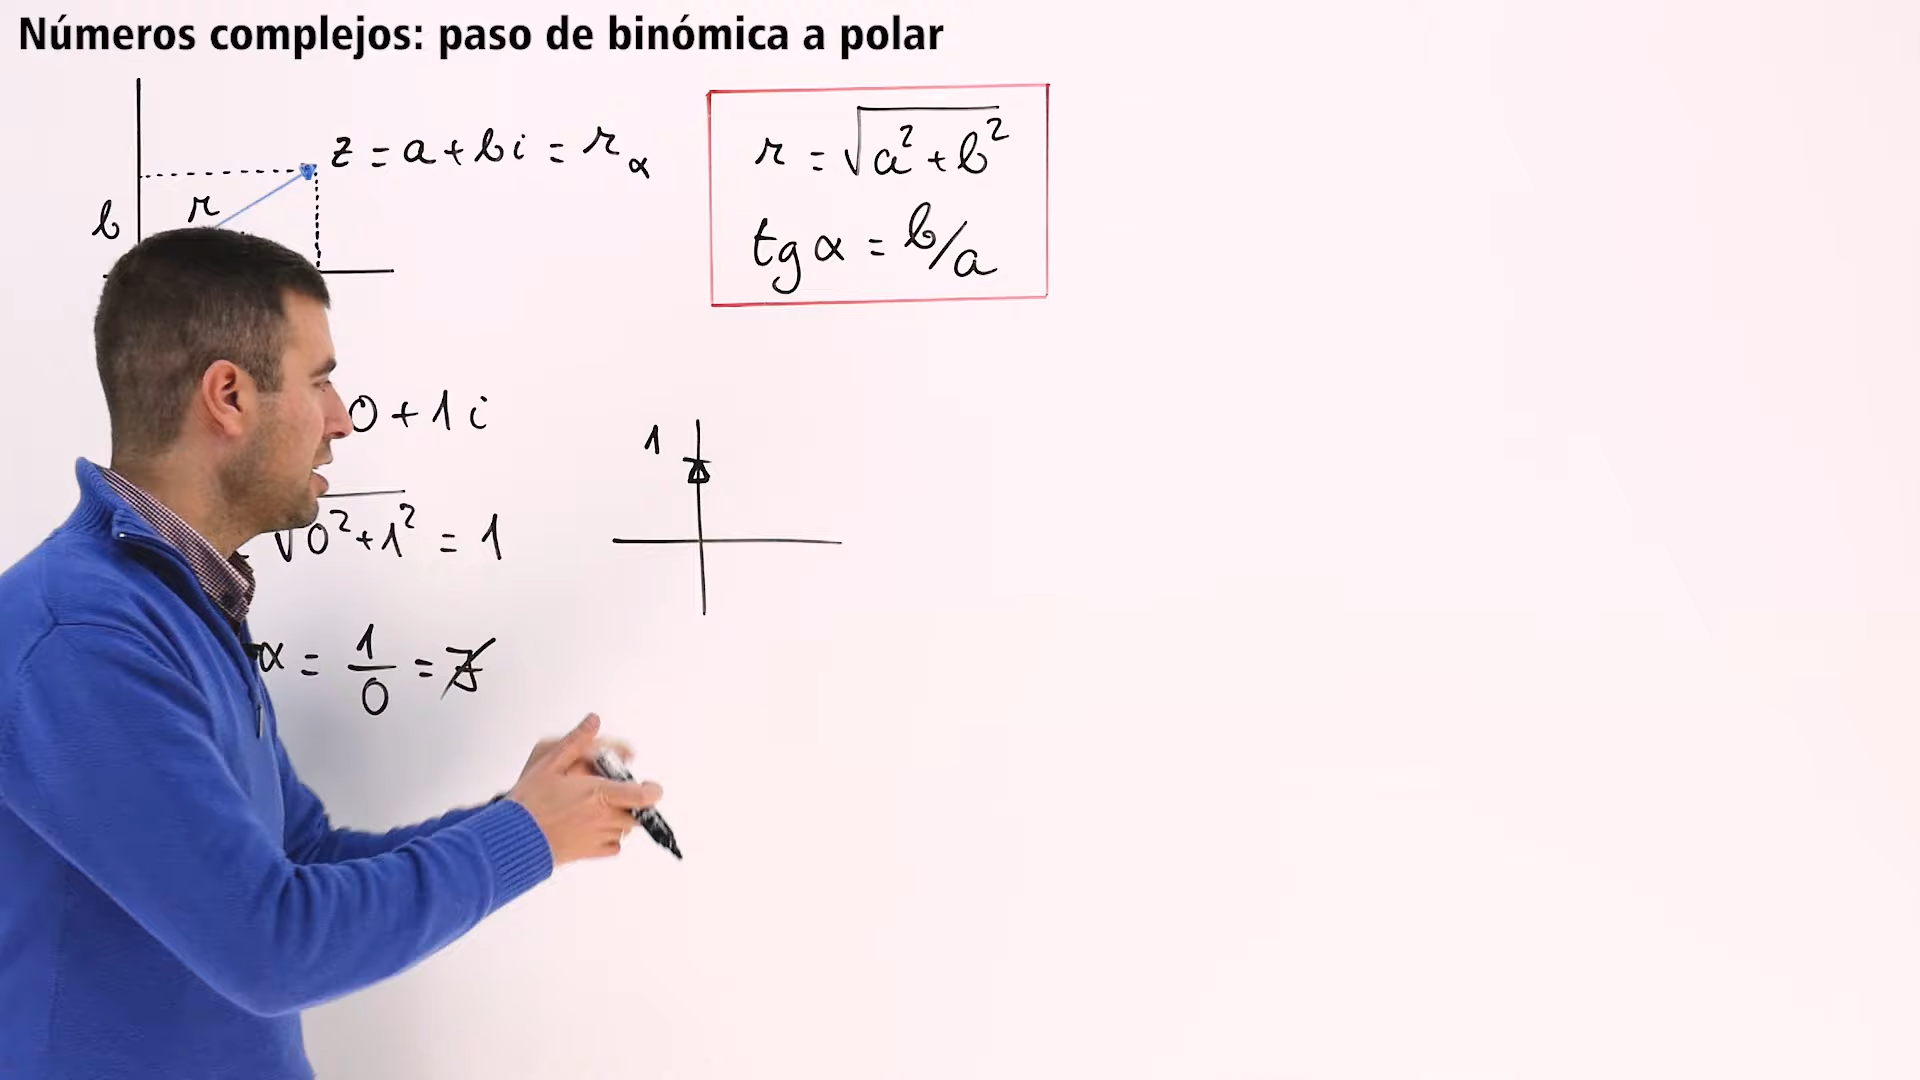 Números complejos: paso de binómica a polar
z = a + bi = r_α
r
b
r = √(a² + b²)
tg α = b/a
0 + 1i
√(0² + 1²) = 1
α = 1/0 = ∄
1